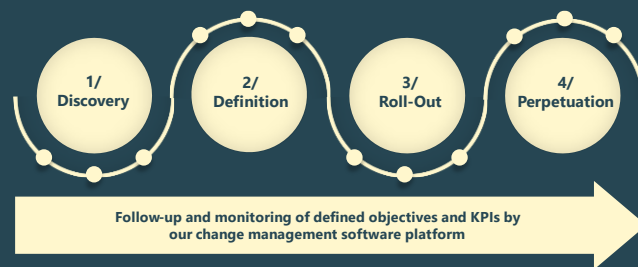 1/
Discovery
2/
Definition
3/
Roll-Out
4/
Perpetuation
Follow-up and monitoring of defined objectives and KPIs by
our change management software platform